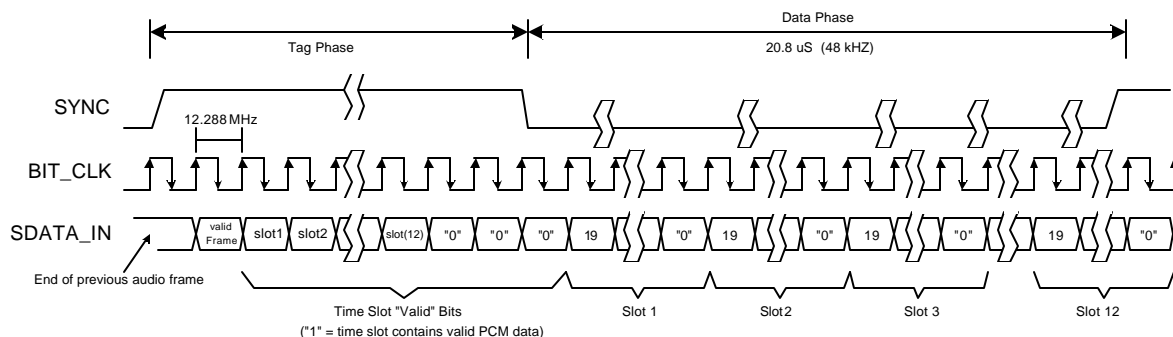 Data Phase
Tag Phase
20.8 uS (48 kHZ)
SYNC
12.288 MHz
BIT_CLK
SDATA_IN
valid Frame slot1 slot2 slot(12) "0" "0" "0" 19 "0" 19 "0" 19 "0" 19 "0"
End of previous audio frame
Time Slot "Valid" Bits
("1" = time slot contains valid PCM data)
Slot 1
Slot2
Slot 3
Slot 12